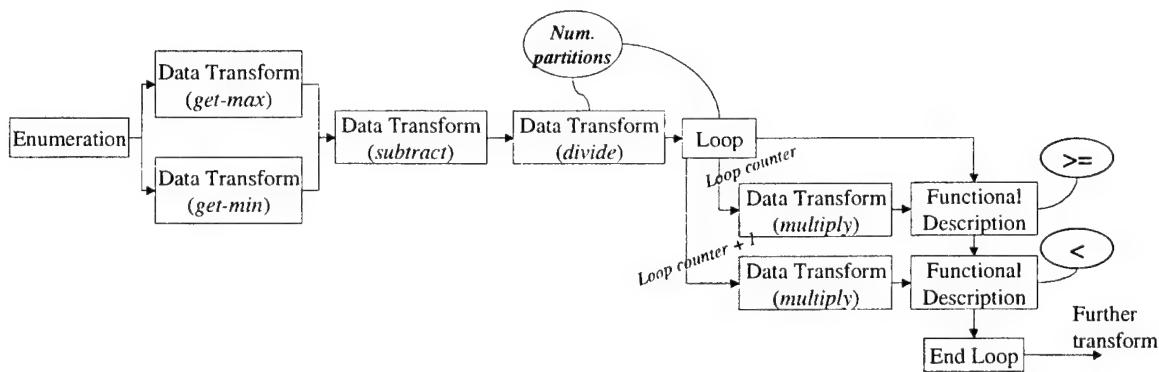 Num.
partitions
Data Transform
(get-max)
Enumeration
Data Transform
(subtract)
Data Transform
(divide)
Loop
Data Transform
(get-min)
Loop counter
>=
Data Transform
(multiply)
Functional
Description
Loop counter + 1
<
Data Transform
(multiply)
Functional
Description
Further
transform
End Loop